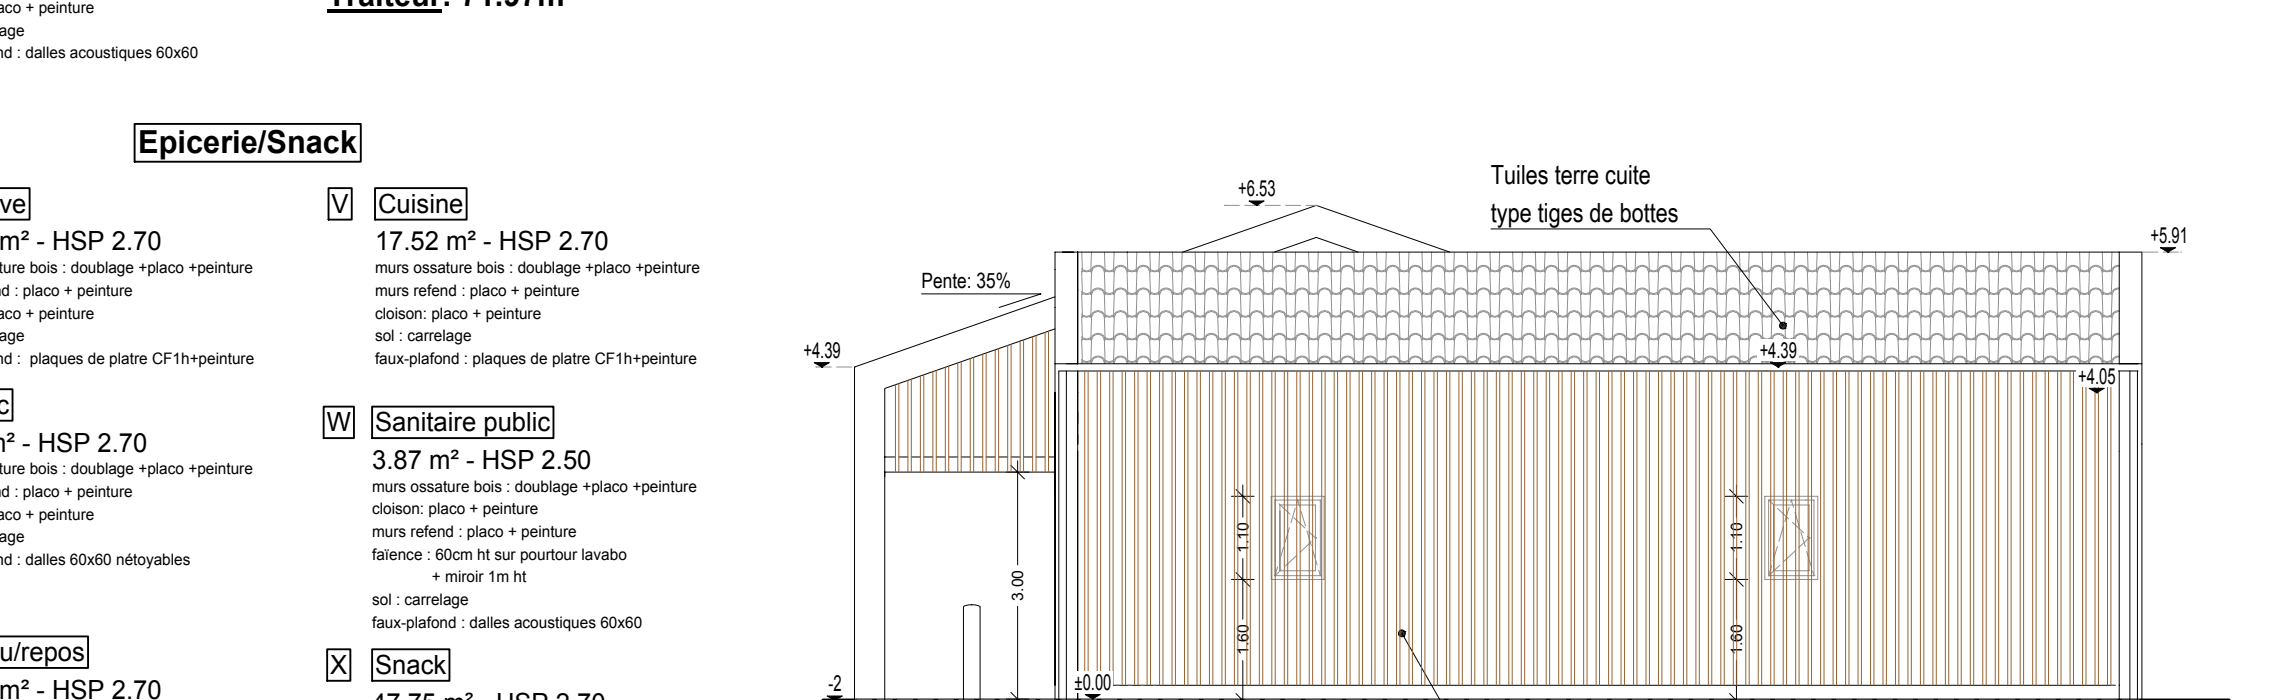 aco + peinture
age
nd : dalles acoustiques 60x60
Traiteur: 71.97m²
Epicerie/Snack
ve
m² - HSP 2.70
ture bois : doublage +placo +peinture
nd : placo + peinture
aco + peinture
age
nd : plaques de platre CF1h+peinture
c
m² - HSP 2.70
ture bois : doublage +placo +peinture
nd : placo + peinture
aco + peinture
age
nd : dalles 60x60 nétoyables
u/repos
m² - HSP 2.70
V Cuisine
17.52 m² - HSP 2.70
murs ossature bois : doublage +placo +peinture
murs refend : placo + peinture
cloison: placo + peinture
sol : carrelage
faux-plafond : plaques de platre CF1h+peinture
W Sanitaire public
3.87 m² - HSP 2.50
murs ossature bois : doublage +placo +peinture
cloison: placo + peinture
murs refend : placo + peinture
faïence : 60cm ht sur pourtour lavabo
+ miroir 1m ht
sol : carrelage
faux-plafond : dalles acoustiques 60x60
X Snack
47.75 m² - HSP 2.70
Tuiles terre cuite
type tiges de bottes
+6.53
+5.91
Pente: 35%
+4.39
+4.39
+4.05
1.10
1.10
3.00
1.60
1.60
-2
±0.00